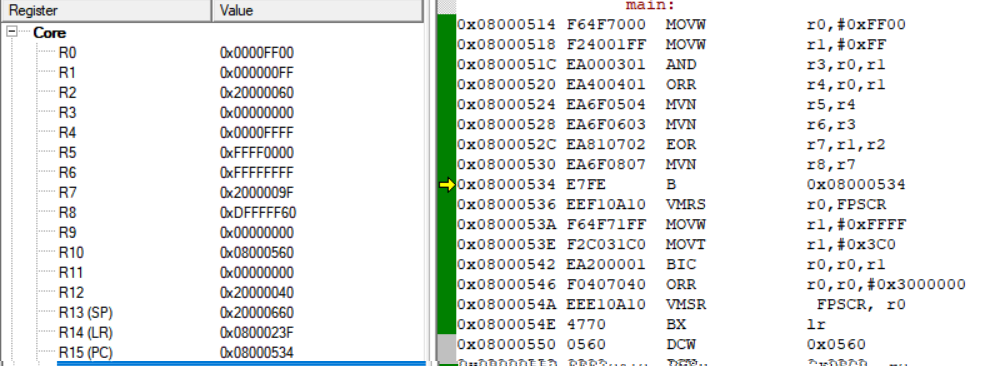 Register Value
Core
R0 0x0000FF00
R1 0x000000FF
R2 0x20000060
R3 0x00000000
R4 0x0000FFFF
R5 0xFFFF0000
R6 0xFFFFFFFF
R7 0x2000009F
R8 0xDFFFFF60
R9 0x00000000
R10 0x08000560
R11 0x00000000
R12 0x20000040
R13 (SP) 0x20000660
R14 (LR) 0x0800023F
R15 (PC) 0x08000534
main:
0x08000514 F64F7000 MOVW r0,#0xFF00
0x08000518 F24001FF MOVW r1,#0xFF
0x0800051C EA000301 AND r3,r0,r1
0x08000520 EA400401 ORR r4,r0,r1
0x08000524 EA6F0504 MVN r5,r4
0x08000528 EA6F0603 MVN r6,r3
0x0800052C EA810702 EOR r7,r1,r2
0x08000530 EA6F0807 MVN r8,r7
0x08000534 E7FE B 0x08000534
0x08000536 EEF10A10 VMRS r0,FPSCR
0x0800053A F64F71FF MOVW r1,#0xFFFF
0x0800053E F2C031C0 MOVT r1,#0x3C0
0x08000542 EA200001 BIC r0,r0,r1
0x08000546 F0407040 ORR r0,r0,#0x3000000
0x0800054A EEE10A10 VMSR FPSCR, r0
0x0800054E 4770 BX lr
0x08000550 0560 DCW 0x0560